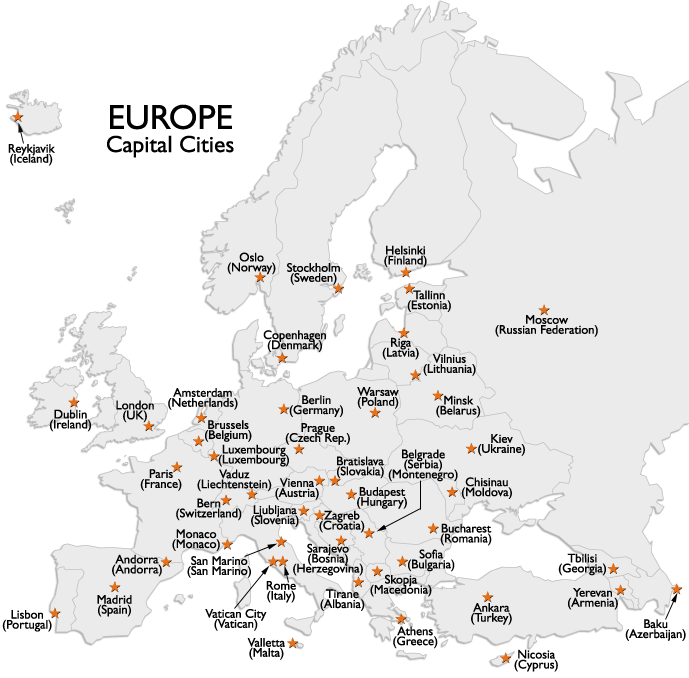 EUROPE
Capital Cities
Reykjavik
(Iceland)
Oslo
(Norway)
Stockholm
(Sweden)
Helsinki
(Finland)
Tallinn
(Estonia)
Moscow
(Russian Federation)
Copenhagen
(Denmark)
Riga
(Latvia)
Vilnius
(Lithuania)
Minsk
(Belarus)
Dublin
(Ireland)
London
(UK)
Amsterdam
(Netherlands)
Brussels
(Belgium)
Luxembourg
(Luxembourg)
Berlin
(Germany)
Warsaw
(Poland)
Prague
(Czech Rep.)
Kiev
(Ukraine)
Paris
(France)
Vaduz
(Liechtenstein)
Bern
(Switzerland)
Vienna
(Austria)
Bratislava
(Slovakia)
Budapest
(Hungary)
Belgrade
(Serbia)
(Montenegro)
Chisinau
(Moldova)
Ljubljana
(Slovenia)
Zagreb
(Croatia)
Bucharest
(Romania)
Monaco
(Monaco)
San Marino
(San Marino)
Sarajevo
(Bosnia)
(Herzegovina)
Sofia
(Bulgaria)
Andorra
(Andorra)
Madrid
(Spain)
Lisbon
(Portugal)
Vatican City
(Vatican)
Rome
(Italy)
Tirane
(Albania)
Skopja
(Macedonia)
Athens
(Greece)
Valletta
(Malta)
Ankara
(Turkey)
Nicosia
(Cyprus)
Tbilisi
(Georgia)
Yerevan
(Armenia)
Baku
(Azerbaijan)